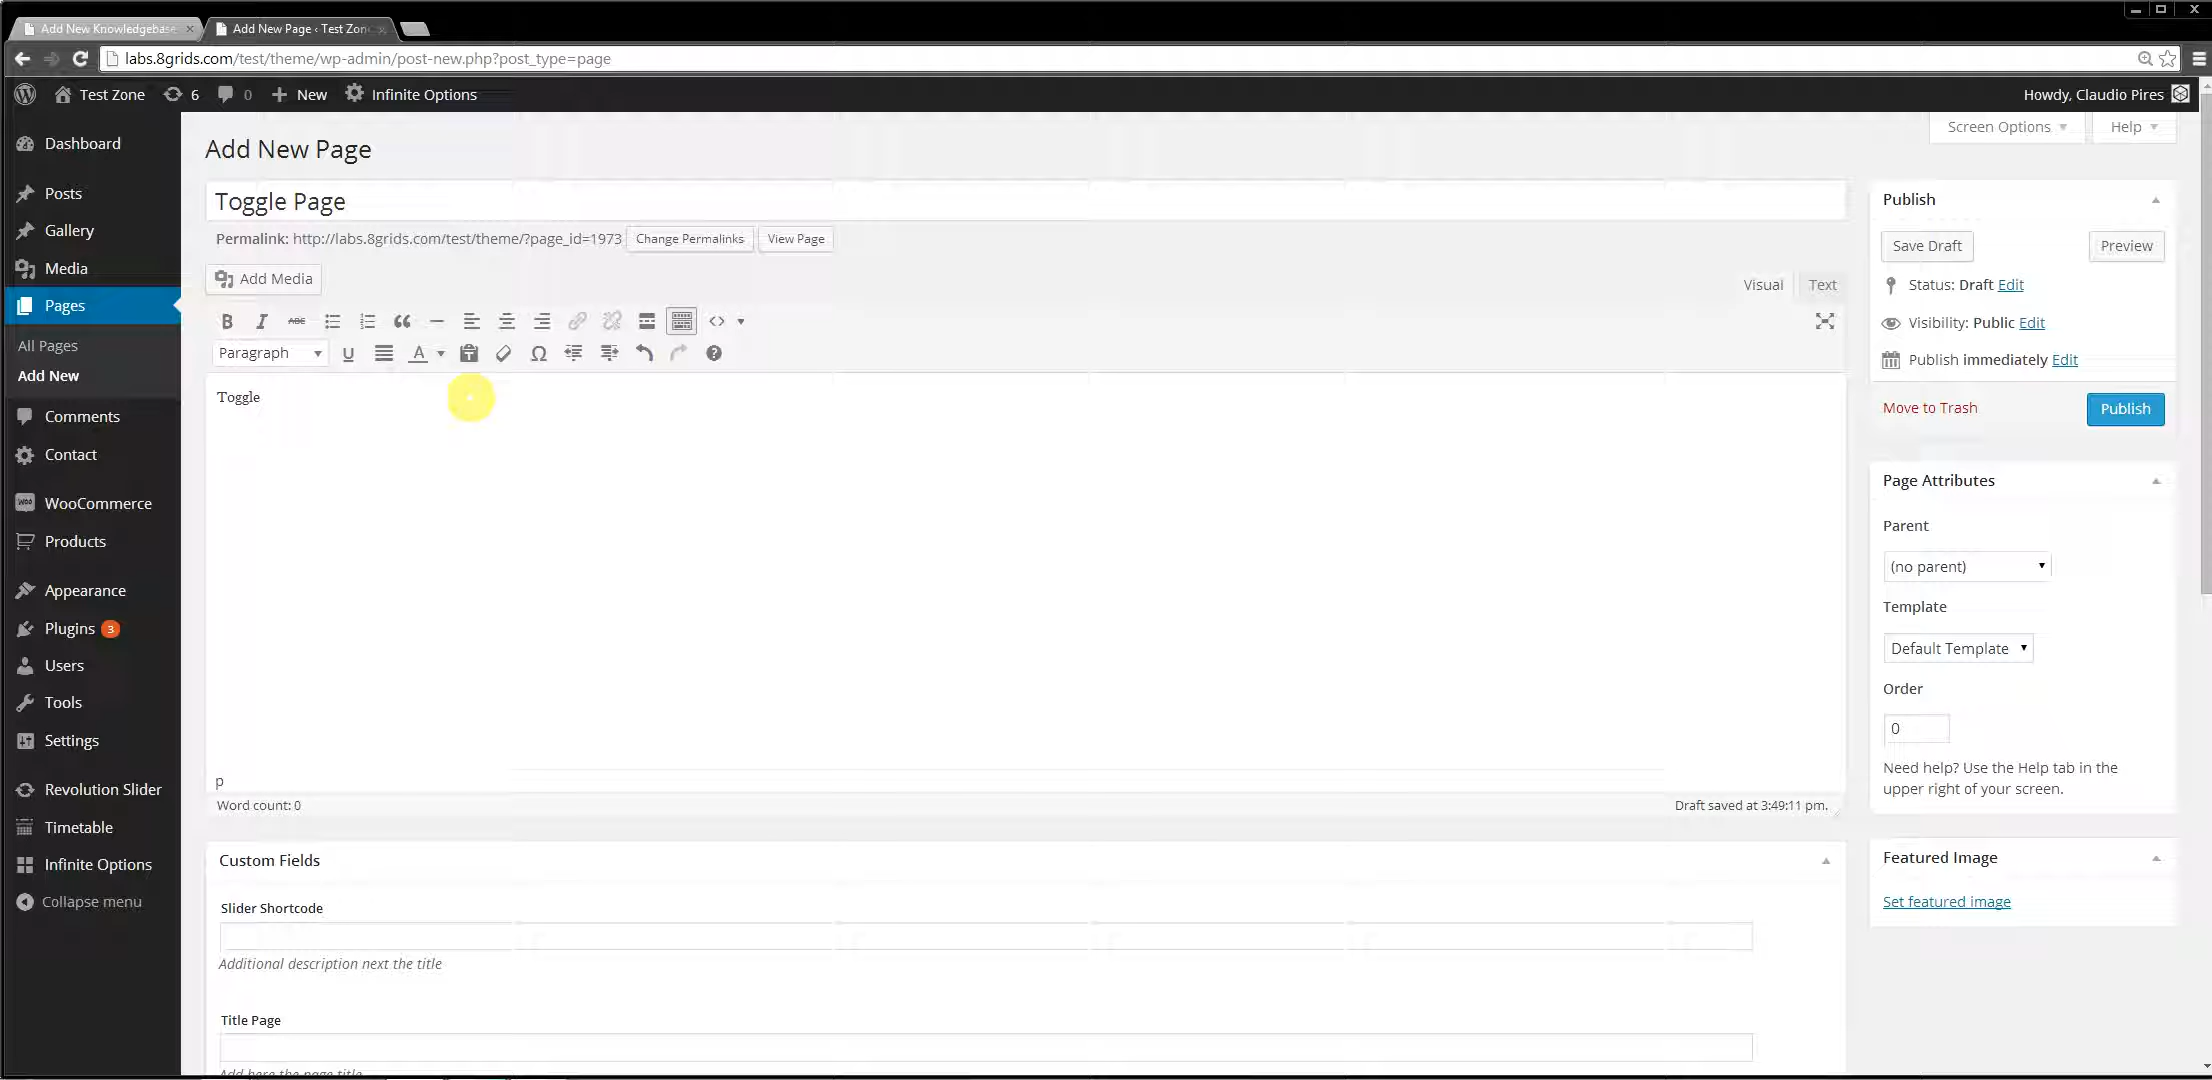 Add New Knowledgebase
Add New Page ‹ Test Zon
labs.8grids.com/test/theme/wp-admin/post-new.php?post_type=page
Test Zone 6 0 New Infinite Options
Howdy, Claudio Pires
Screen Options Help
Dashboard
Posts
Gallery
Media
Pages
All Pages
Add New
Comments
Contact
WooCommerce
Products
Appearance
Plugins 3
Users
Tools
Settings
Revolution Slider
Timetable
Infinite Options
Collapse menu
Add New Page
Toggle Page
Permalink: http://labs.8grids.com/test/theme/?page_id=1973 Change Permalinks View Page
Add Media
Visual Text
B I ABC
Paragraph U A T Ω ?
Toggle
p
Word count: 0
Draft saved at 3:49:11 pm.
Custom Fields
Slider Shortcode
Additional description next the title
Title Page
Add here the page title
Publish
Save Draft Preview
Status: Draft Edit
Visibility: Public Edit
Publish immediately Edit
Move to Trash Publish
Page Attributes
Parent
(no parent)
Template
Default Template
Order
0
Need help? Use the Help tab in the
upper right of your screen.
Featured Image
Set featured image